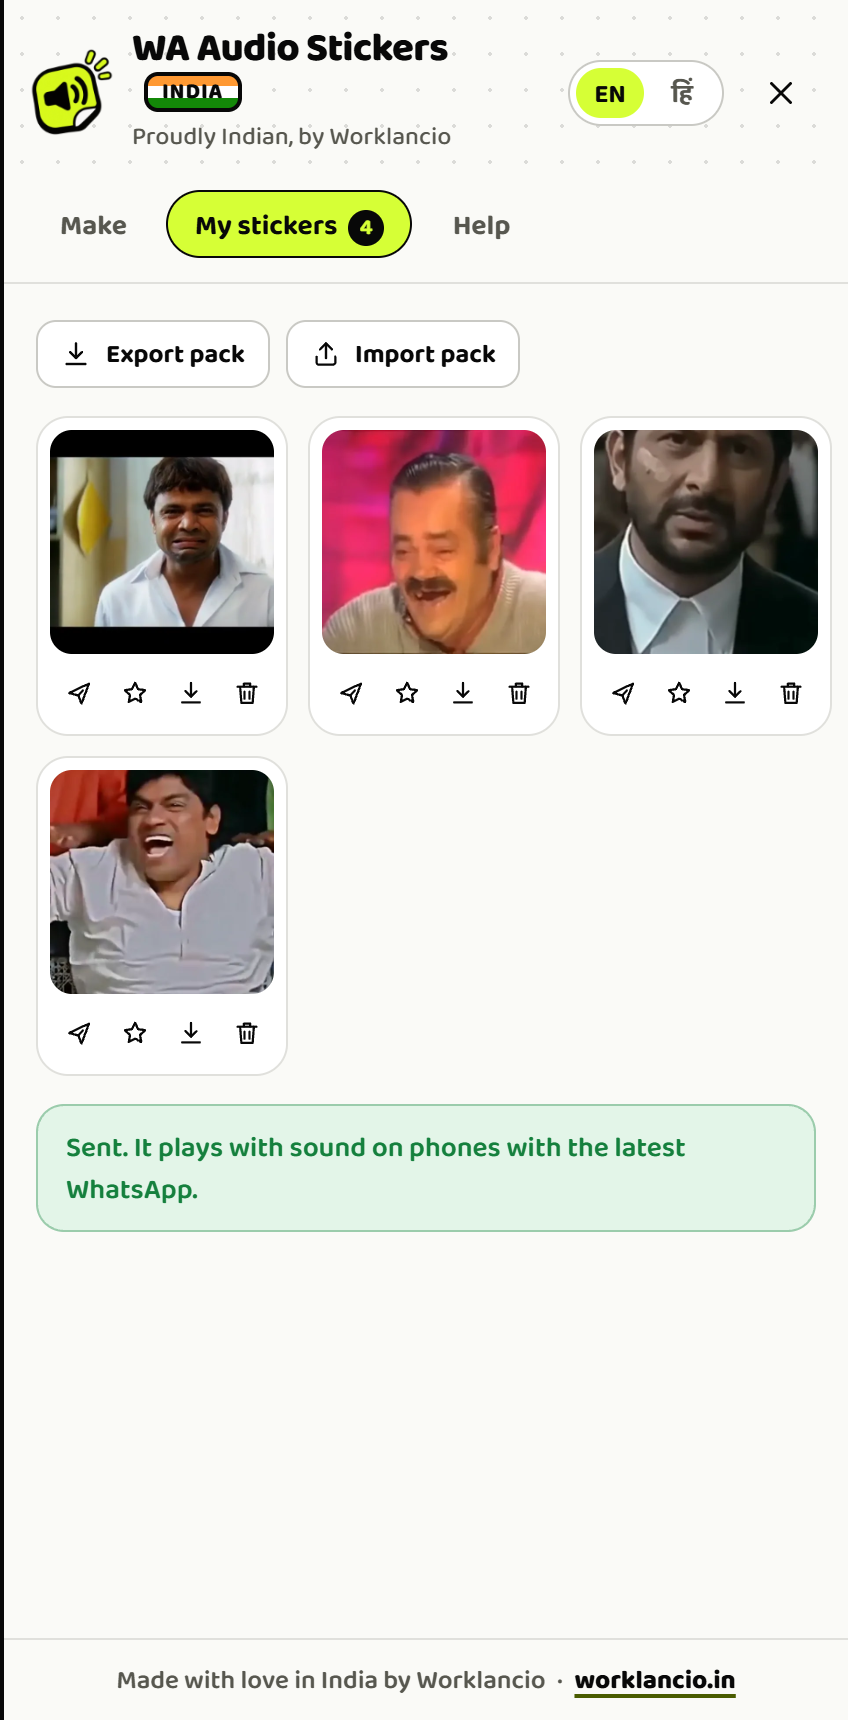 WA Audio Stickers
INDIA
Proudly Indian, by Worklancio
EN हिं
Make My stickers 4 Help
Export pack Import pack
Sent. It plays with sound on phones with the latest
WhatsApp.
Made with love in India by Worklancio · worklancio.in